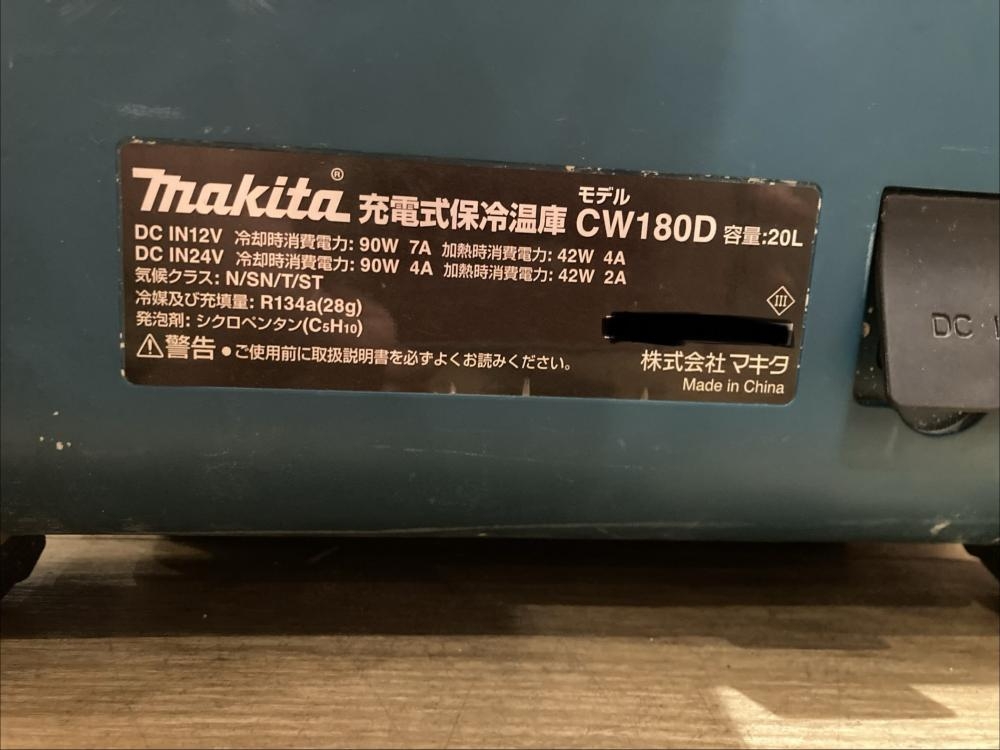 makita® 充電式保冷温庫 モデル CW180D 容量:20L
DC IN12V 冷却時消費電力: 90W 7A 加熱時消費電力: 42W 4A
DC IN24V 冷却時消費電力: 90W 4A 加熱時消費電力: 42W 2A
気候クラス: N/SN/T/ST
冷媒及び充填量: R134a(28g)
発泡剤: シクロペンタン(C5H10)
III
⚠警告 ●ご使用前に取扱説明書を必ずよくお読みください。
株式会社 マキタ
Made in China
DC